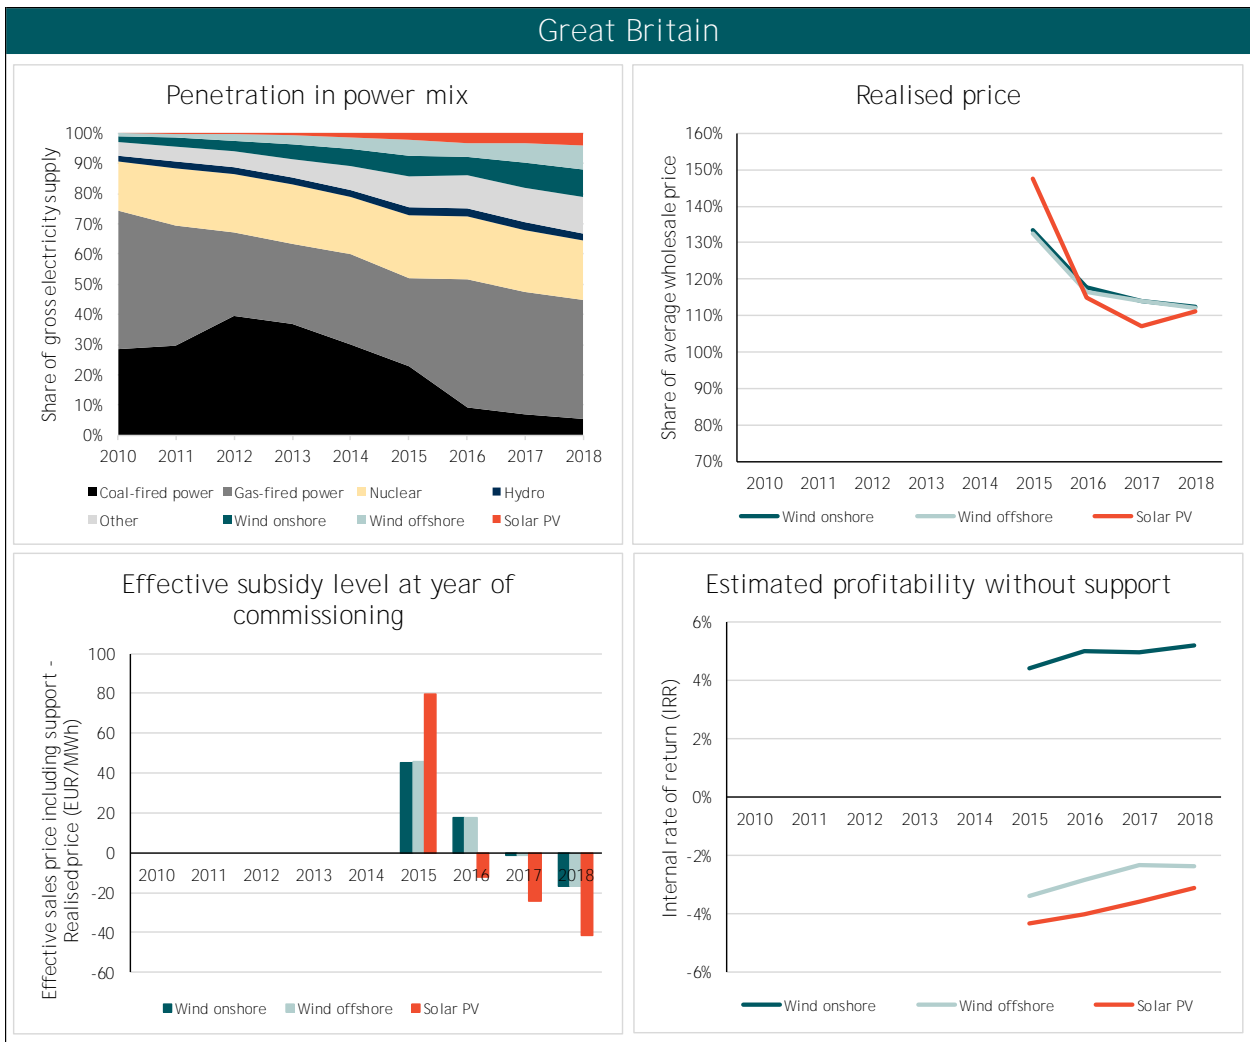 Great Britain
Penetration in power mix
Share of gross electricity supply
100%
90%
80%
70%
60%
50%
40%
30%
20%
10%
0%
2010 2011 2012 2013 2014 2015 2016 2017 2018
Coal-fired power Gas-fired power Nuclear Hydro
Other Wind onshore Wind offshore Solar PV
Realised price
Share of average wholesale price
160%
150%
140%
130%
120%
110%
100%
90%
80%
70%
2010 2011 2012 2013 2014 2015 2016 2017 2018
Wind onshore Wind offshore Solar PV
Effective subsidy level at year of
commissioning
Effective sales price including support -
Realised price (EUR/MWh)
100
80
60
40
20
0
-20
-40
-60
2010 2011 2012 2013 2014 2015 2016 2017 2018
Wind onshore Wind offshore Solar PV
Estimated profitability without support
Internal rate of return (IRR)
6%
4%
2%
0%
-2%
-4%
-6%
2010 2011 2012 2013 2014 2015 2016 2017 2018
Wind onshore Wind offshore Solar PV